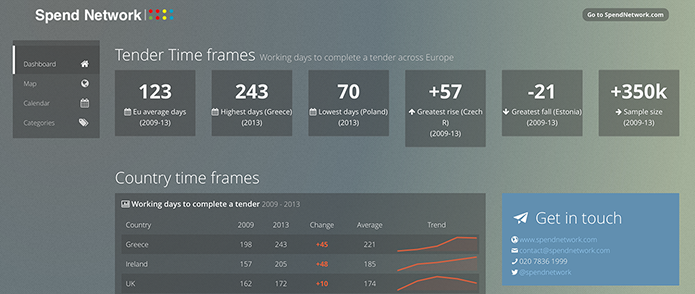 Spend Network
Go to SpendNetwork.com
Dashboard
Map
Calendar
Categories
Tender Time frames Working days to complete a tender across Europe
123
Eu average days
(2009-13)
243
Highest days (Greece)
(2013)
70
Lowest days (Poland)
(2013)
+57
Greatest rise (Czech
R)
(2009-13)
-21
Greatest fall (Estonia)
(2009-13)
+350k
Sample size
(2009-13)
Country time frames
Working days to complete a tender 2009 - 2013
Country 2009 2013 Change Average Trend
Greece 198 243 +45 221
Ireland 157 205 +48 185
UK 162 172 +10 174
Get in touch
www.spendnetwork.com
contact@spendnetwork.com
020 7836 1999
@spendnetwork